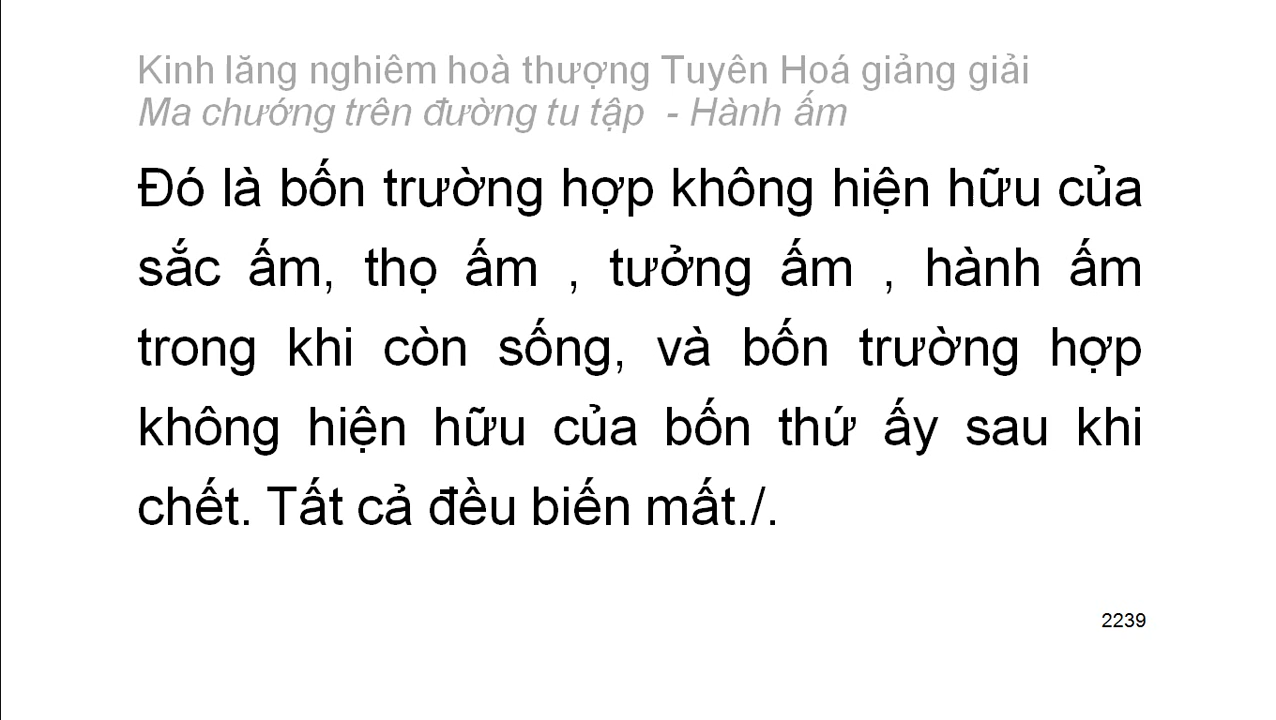 Kinh lăng nghiêm hoà thượng Tuyên Hoá giảng giải
Ma chướng trên đường tu tập - Hành ấm
Đó là bốn trường hợp không hiện hữu của
sắc ấm, thọ ấm , tưởng ấm , hành ấm
trong khi còn sống, và bốn trường hợp
không hiện hữu của bốn thứ ấy sau khi
chết. Tất cả đều biến mất./.
2239